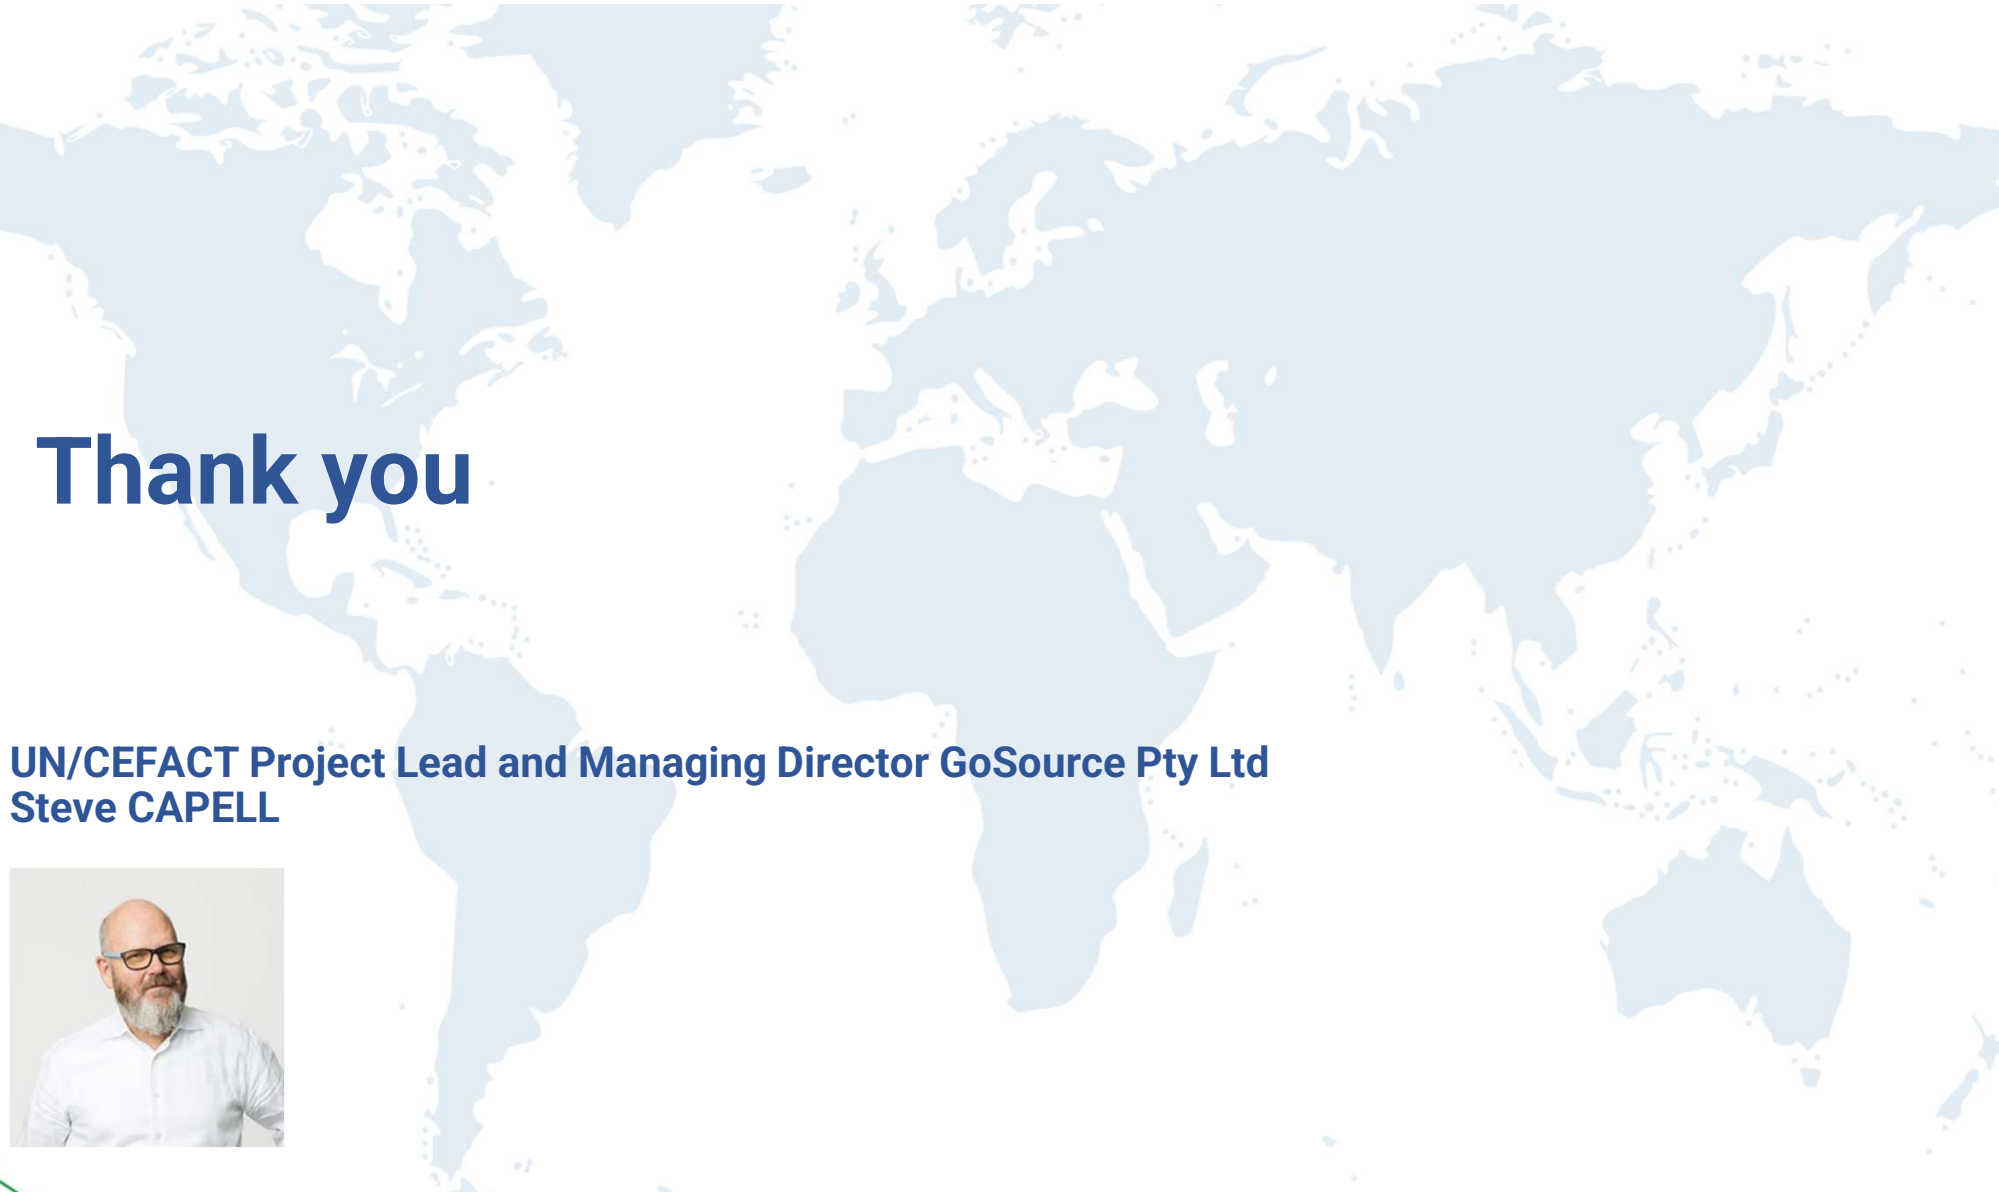 Thank you
UN/CEFACT Project Lead and Managing Director GoSource Pty Ltd
Steve CAPELL